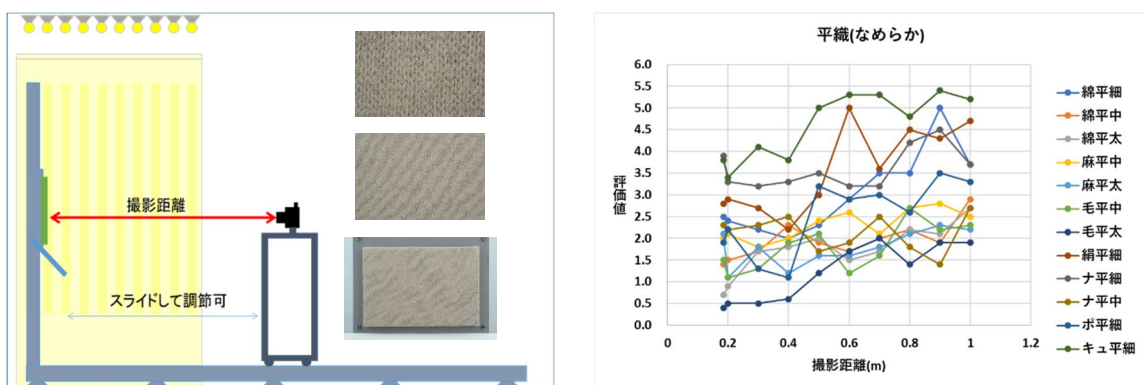 撮影距離
スライドして調節可
平織(なめらか)
評価値
6.0
5.5
5.0
4.5
4.0
3.5
3.0
2.5
2.0
1.5
1.0
0.5
0.0
0
0.2
0.4
0.6
0.8
1
1.2
撮影距離(m)
綿平細
綿平中
綿平太
麻平中
麻平太
毛平中
毛平太
絹平細
ナ平細
ナ平中
ポ平細
キュ平細